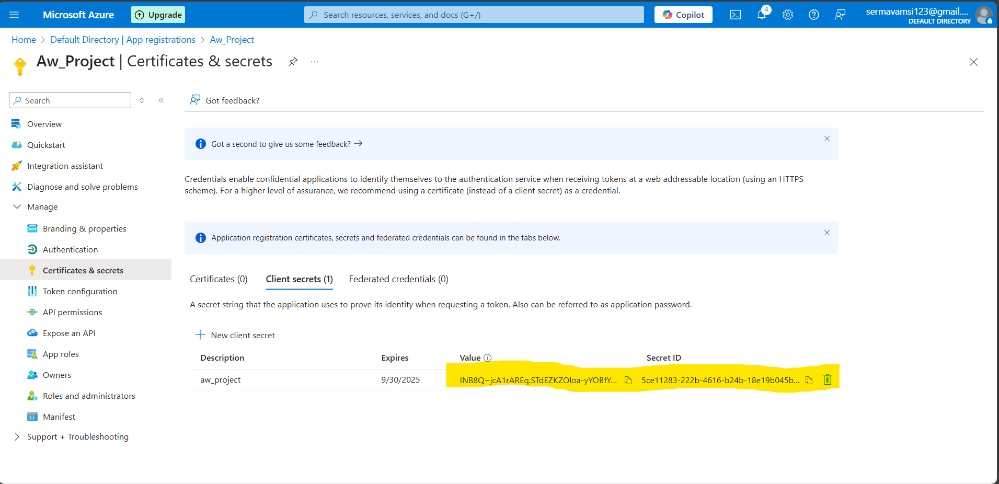 Microsoft Azure
Upgrade
Search resources, services, and docs (G+/)
Copilot
4
sermavamsi123@gmail....
DEFAULT DIRECTORY
Home > Default Directory | App registrations > Aw_Project
Aw_Project | Certificates & secrets
...
Search
Got feedback?
Overview
Quickstart
Integration assistant
Diagnose and solve problems
Manage
Branding & properties
Authentication
Certificates & secrets
Token configuration
API permissions
Expose an API
App roles
Owners
Roles and administrators
Manifest
Support + Troubleshooting
Got a second to give us some feedback?
Credentials enable confidential applications to identify themselves to the authentication service when receiving tokens at a web addressable location (using an HTTPS
scheme). For a higher level of assurance, we recommend using a certificate (instead of a client secret) as a credential.
Application registration certificates, secrets and federated credentials can be found in the tabs below.
Certificates (0) Client secrets (1) Federated credentials (0)
A secret string that the application uses to prove its identity when requesting a token. Also can be referred to as application password.
New client secret
Description Expires Value Secret ID
aw_project 9/30/2025 INB8Q~jcA1rAREq.STdEZKZOloa-yYOBfY... 5ce11283-222b-4616-b24b-18e19b045b...